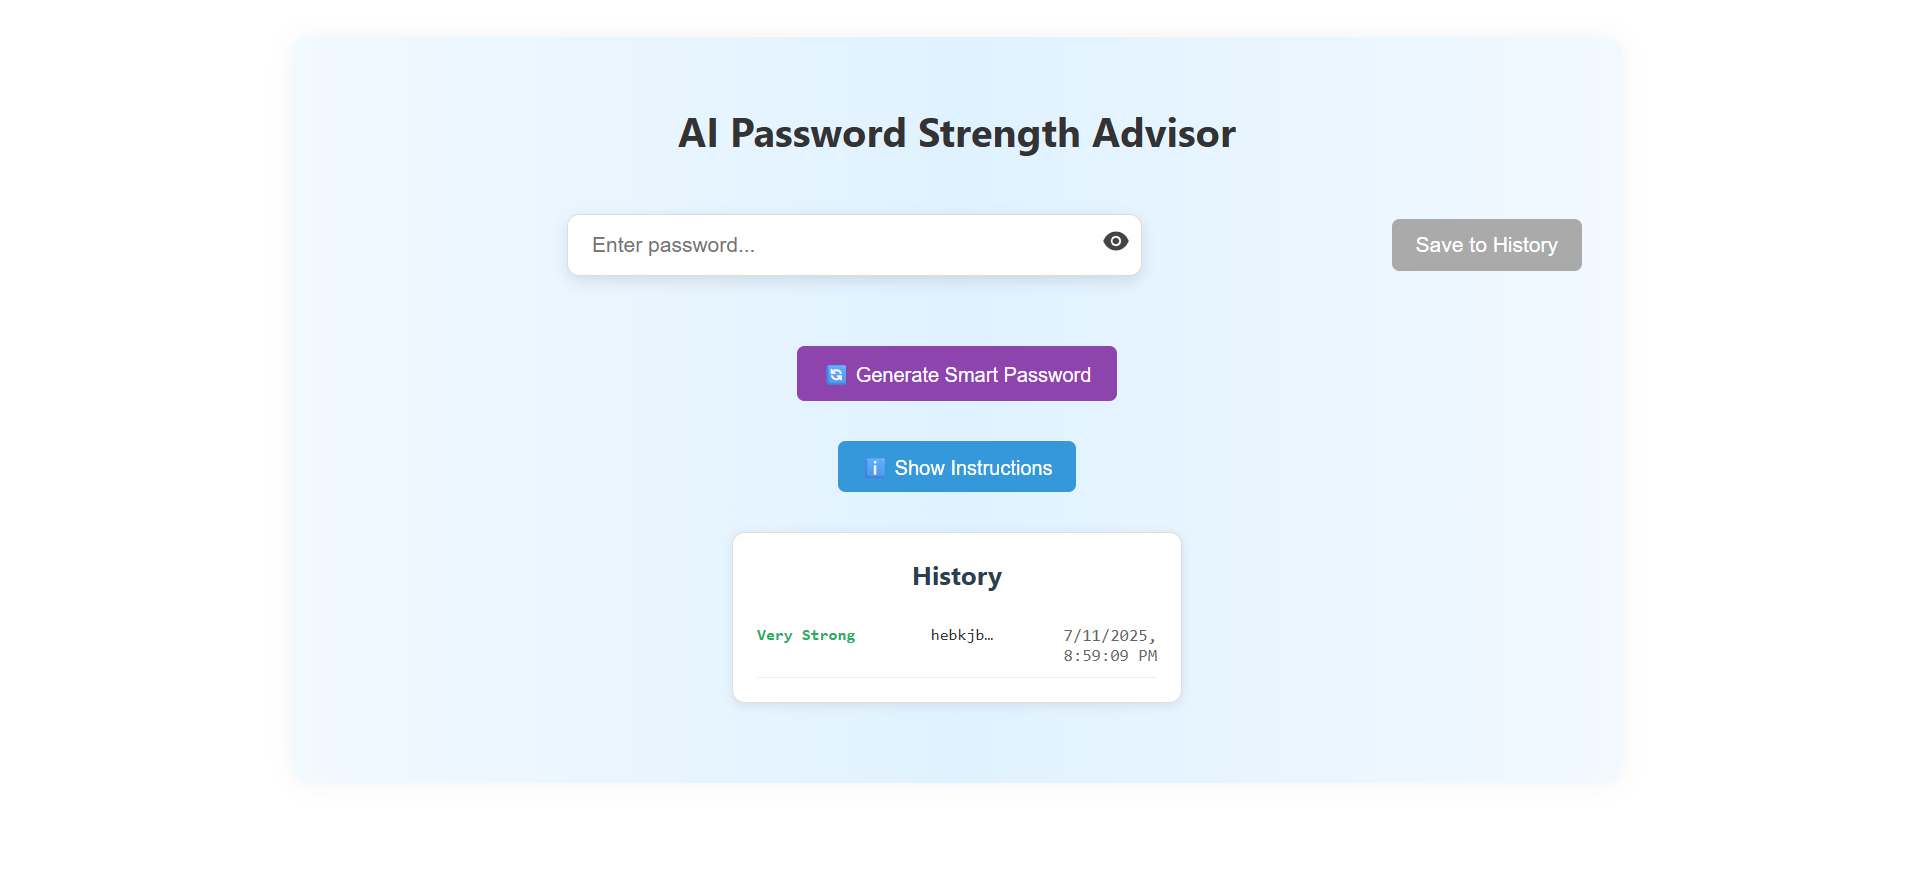 AI Password Strength Advisor
Enter password...
Save to History
Generate Smart Password
Show Instructions
History
Very Strong hebkjb… 7/11/2025,
8:59:09 PM